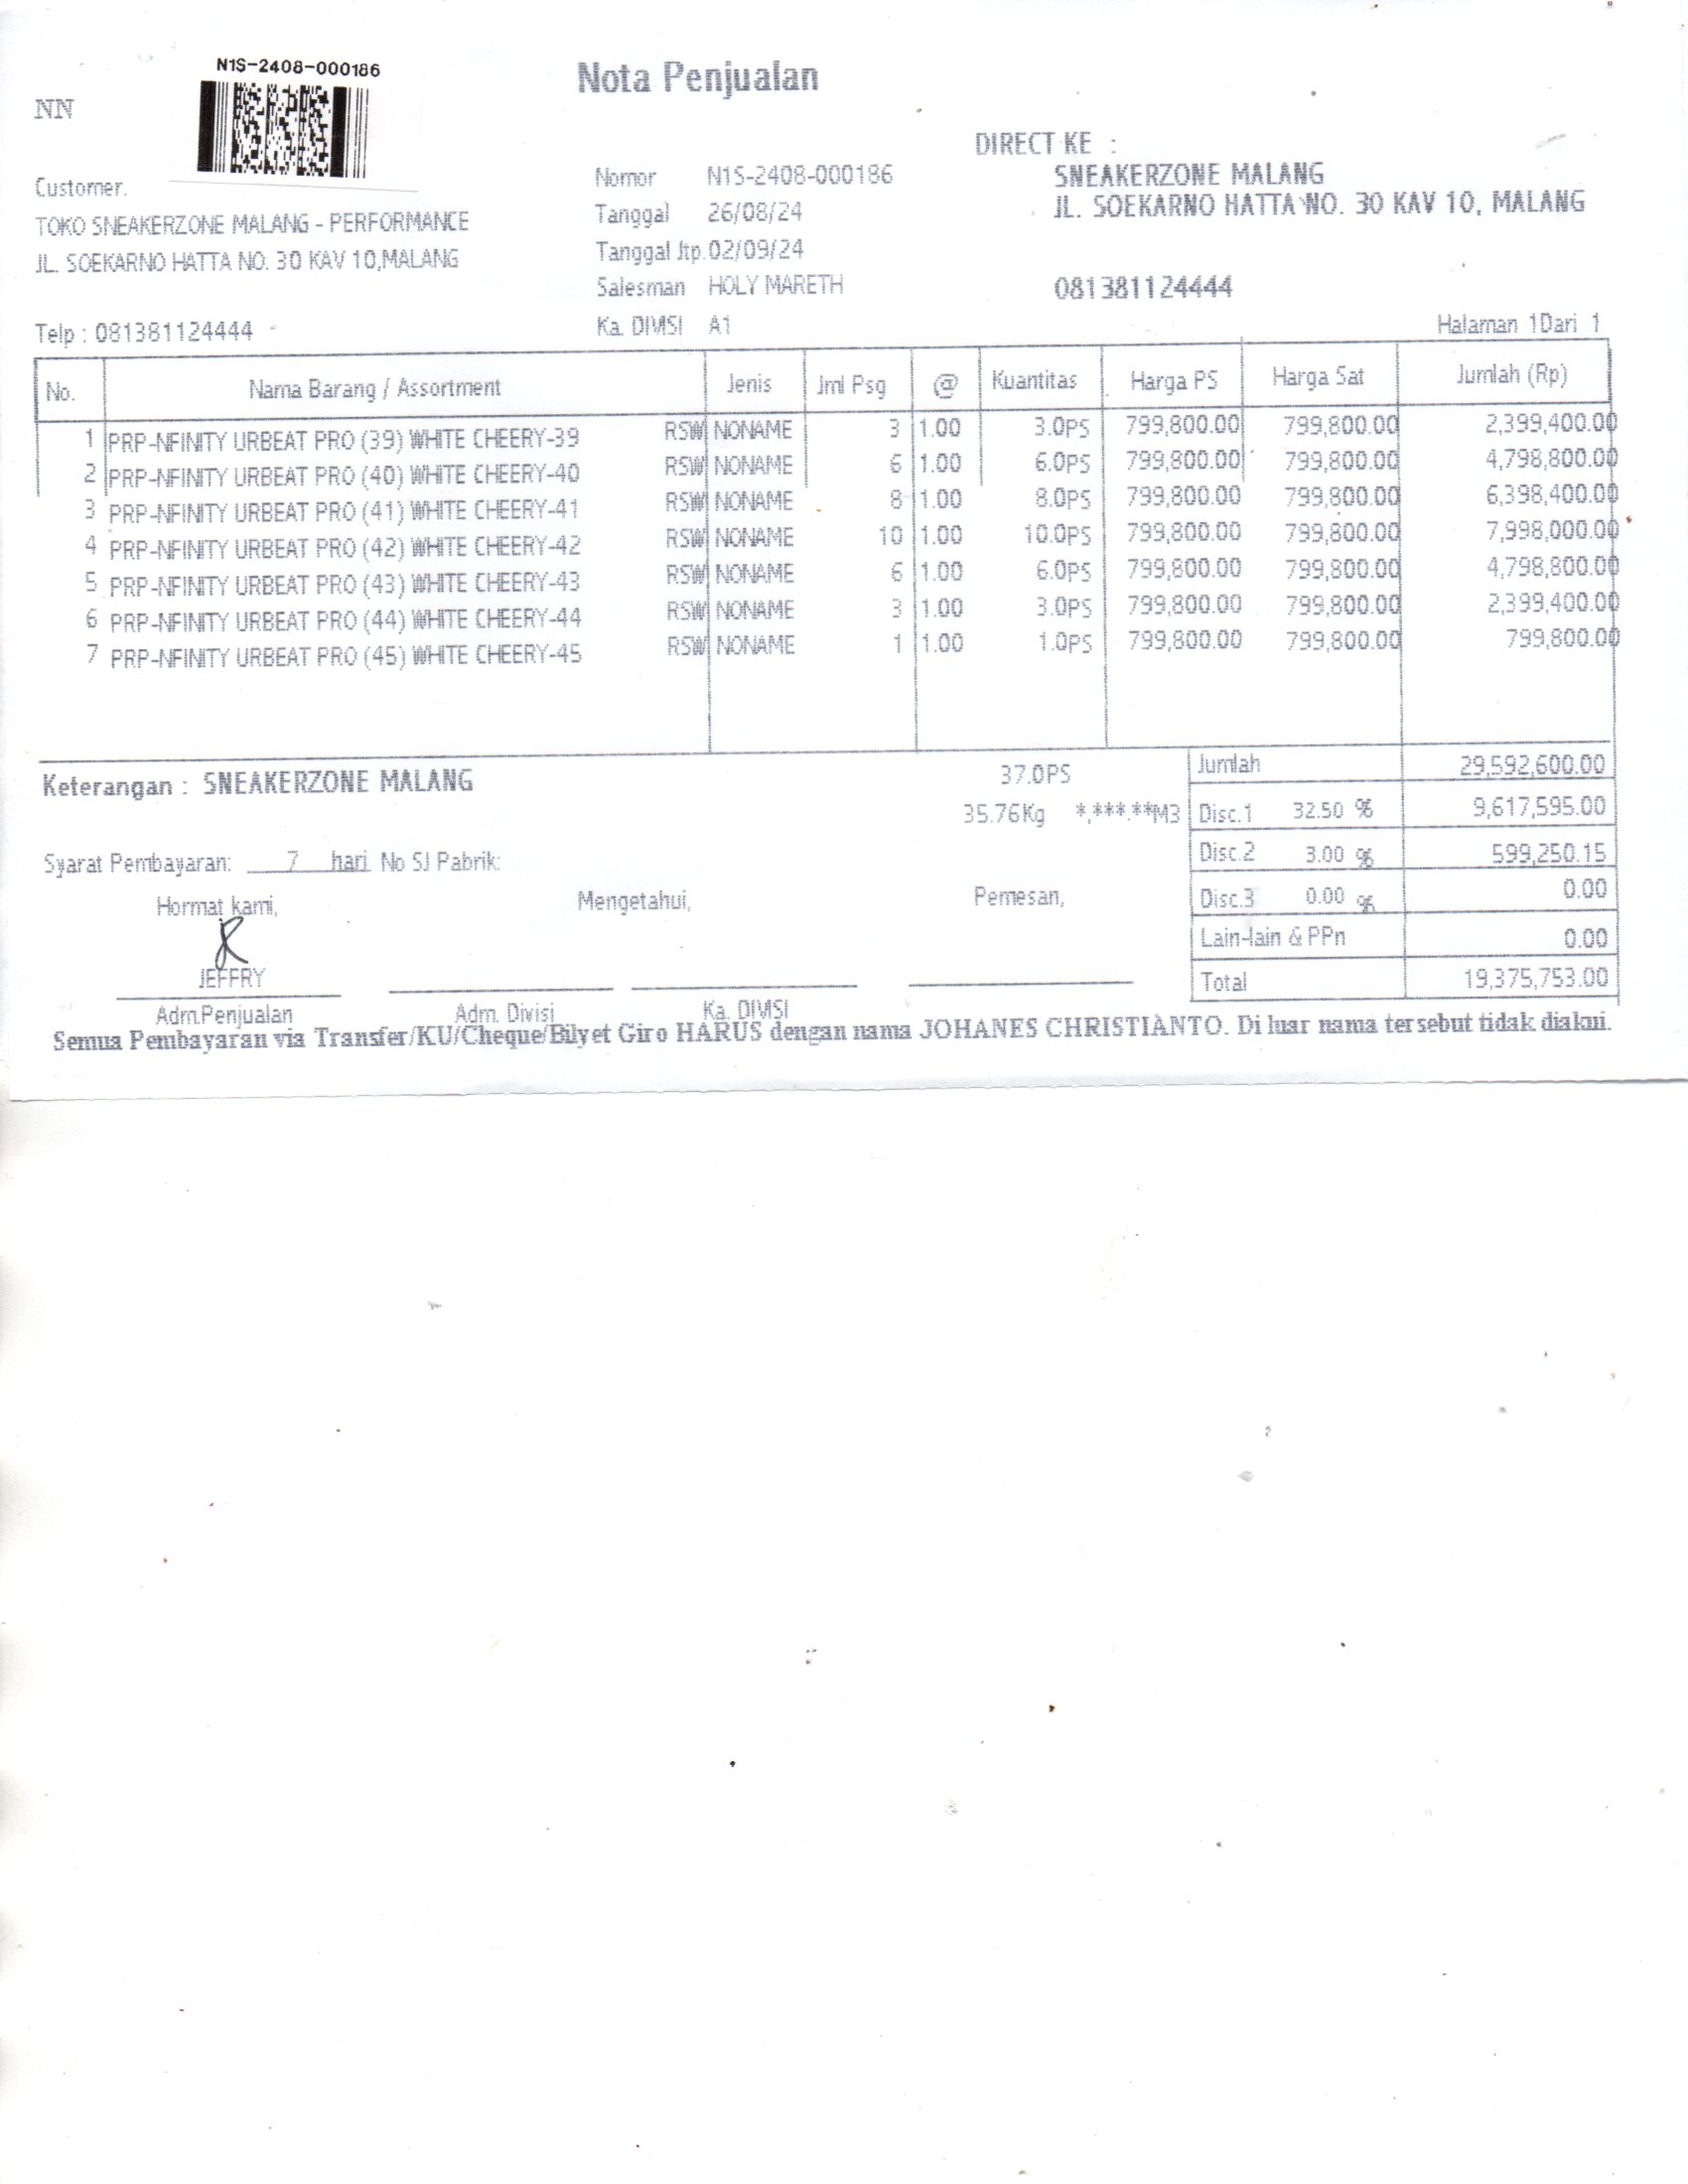 N1S-2408-000186
Nota Penjualan
NN
DIRECT KE :
Customer.
Nomor N1S-2408-000186
SNEAKERZONE MALANG
TOKO SNEAKERZONE MALANG - PERFORMANCE
Tanggal 26/08/24
JL. SOEKARNO HATTA NO. 30 KAV 10, MALANG
JL. SOEKARNO HATTA NO. 30 KAV 10,MALANG
Tanggal Jtp. 02/09/24
Salesman HOLY MARETH
081381124444
Telp : 081381124444
Ka. DIVISI A1
Halaman 1Dari 1
No. Nama Barang / Assortment Jenis Jml Psg @ Kuantitas Harga PS Harga Sat Jumlah (Rp)
1 PRP-NFINITY URBEAT PRO (39) WHITE CHEERY-39 RSW NONAME 3 1.00 3.0PS 799,800.00 799,800.00 2,399,400.00
2 PRP-NFINITY URBEAT PRO (40) WHITE CHEERY-40 RSW NONAME 6 1.00 6.0PS 799,800.00 799,800.00 4,798,800.00
3 PRP-NFINITY URBEAT PRO (41) WHITE CHEERY-41 RSW NONAME 8 1.00 8.0PS 799,800.00 799,800.00 6,398,400.00
4 PRP-NFINITY URBEAT PRO (42) WHITE CHEERY-42 RSW NONAME 10 1.00 10.0PS 799,800.00 799,800.00 7,998,000.00
5 PRP-NFINITY URBEAT PRO (43) WHITE CHEERY-43 RSW NONAME 6 1.00 6.0PS 799,800.00 799,800.00 4,798,800.00
6 PRP-NFINITY URBEAT PRO (44) WHITE CHEERY-44 RSW NONAME 3 1.00 3.0PS 799,800.00 799,800.00 2,399,400.00
7 PRP-NFINITY URBEAT PRO (45) WHITE CHEERY-45 RSW NONAME 1 1.00 1.0PS 799,800.00 799,800.00 799,800.00
Keterangan : SNEAKERZONE MALANG 37.0PS Jumlah 29,592,600.00
35.76Kg *,***.**M3 Disc.1 32.50 % 9,617,595.00
Syarat Pembayaran: 7 hari No SJ Pabrik: Disc.2 3.00 % 599,250.15
Hormat kami, Mengetahui, Pemesan, Disc.3 0.00 % 0.00
Lain-lain & PPn 0.00
JEFFRY Total 19,375,753.00
Adm.Penjualan Adm. Divisi Ka. DIVISI
Semua Pembayaran via Transfer/KU/Cheque/Bilyet Giro HARUS dengan nama JOHANES CHRISTIANTO. Di luar nama tersebut tidak diakui.